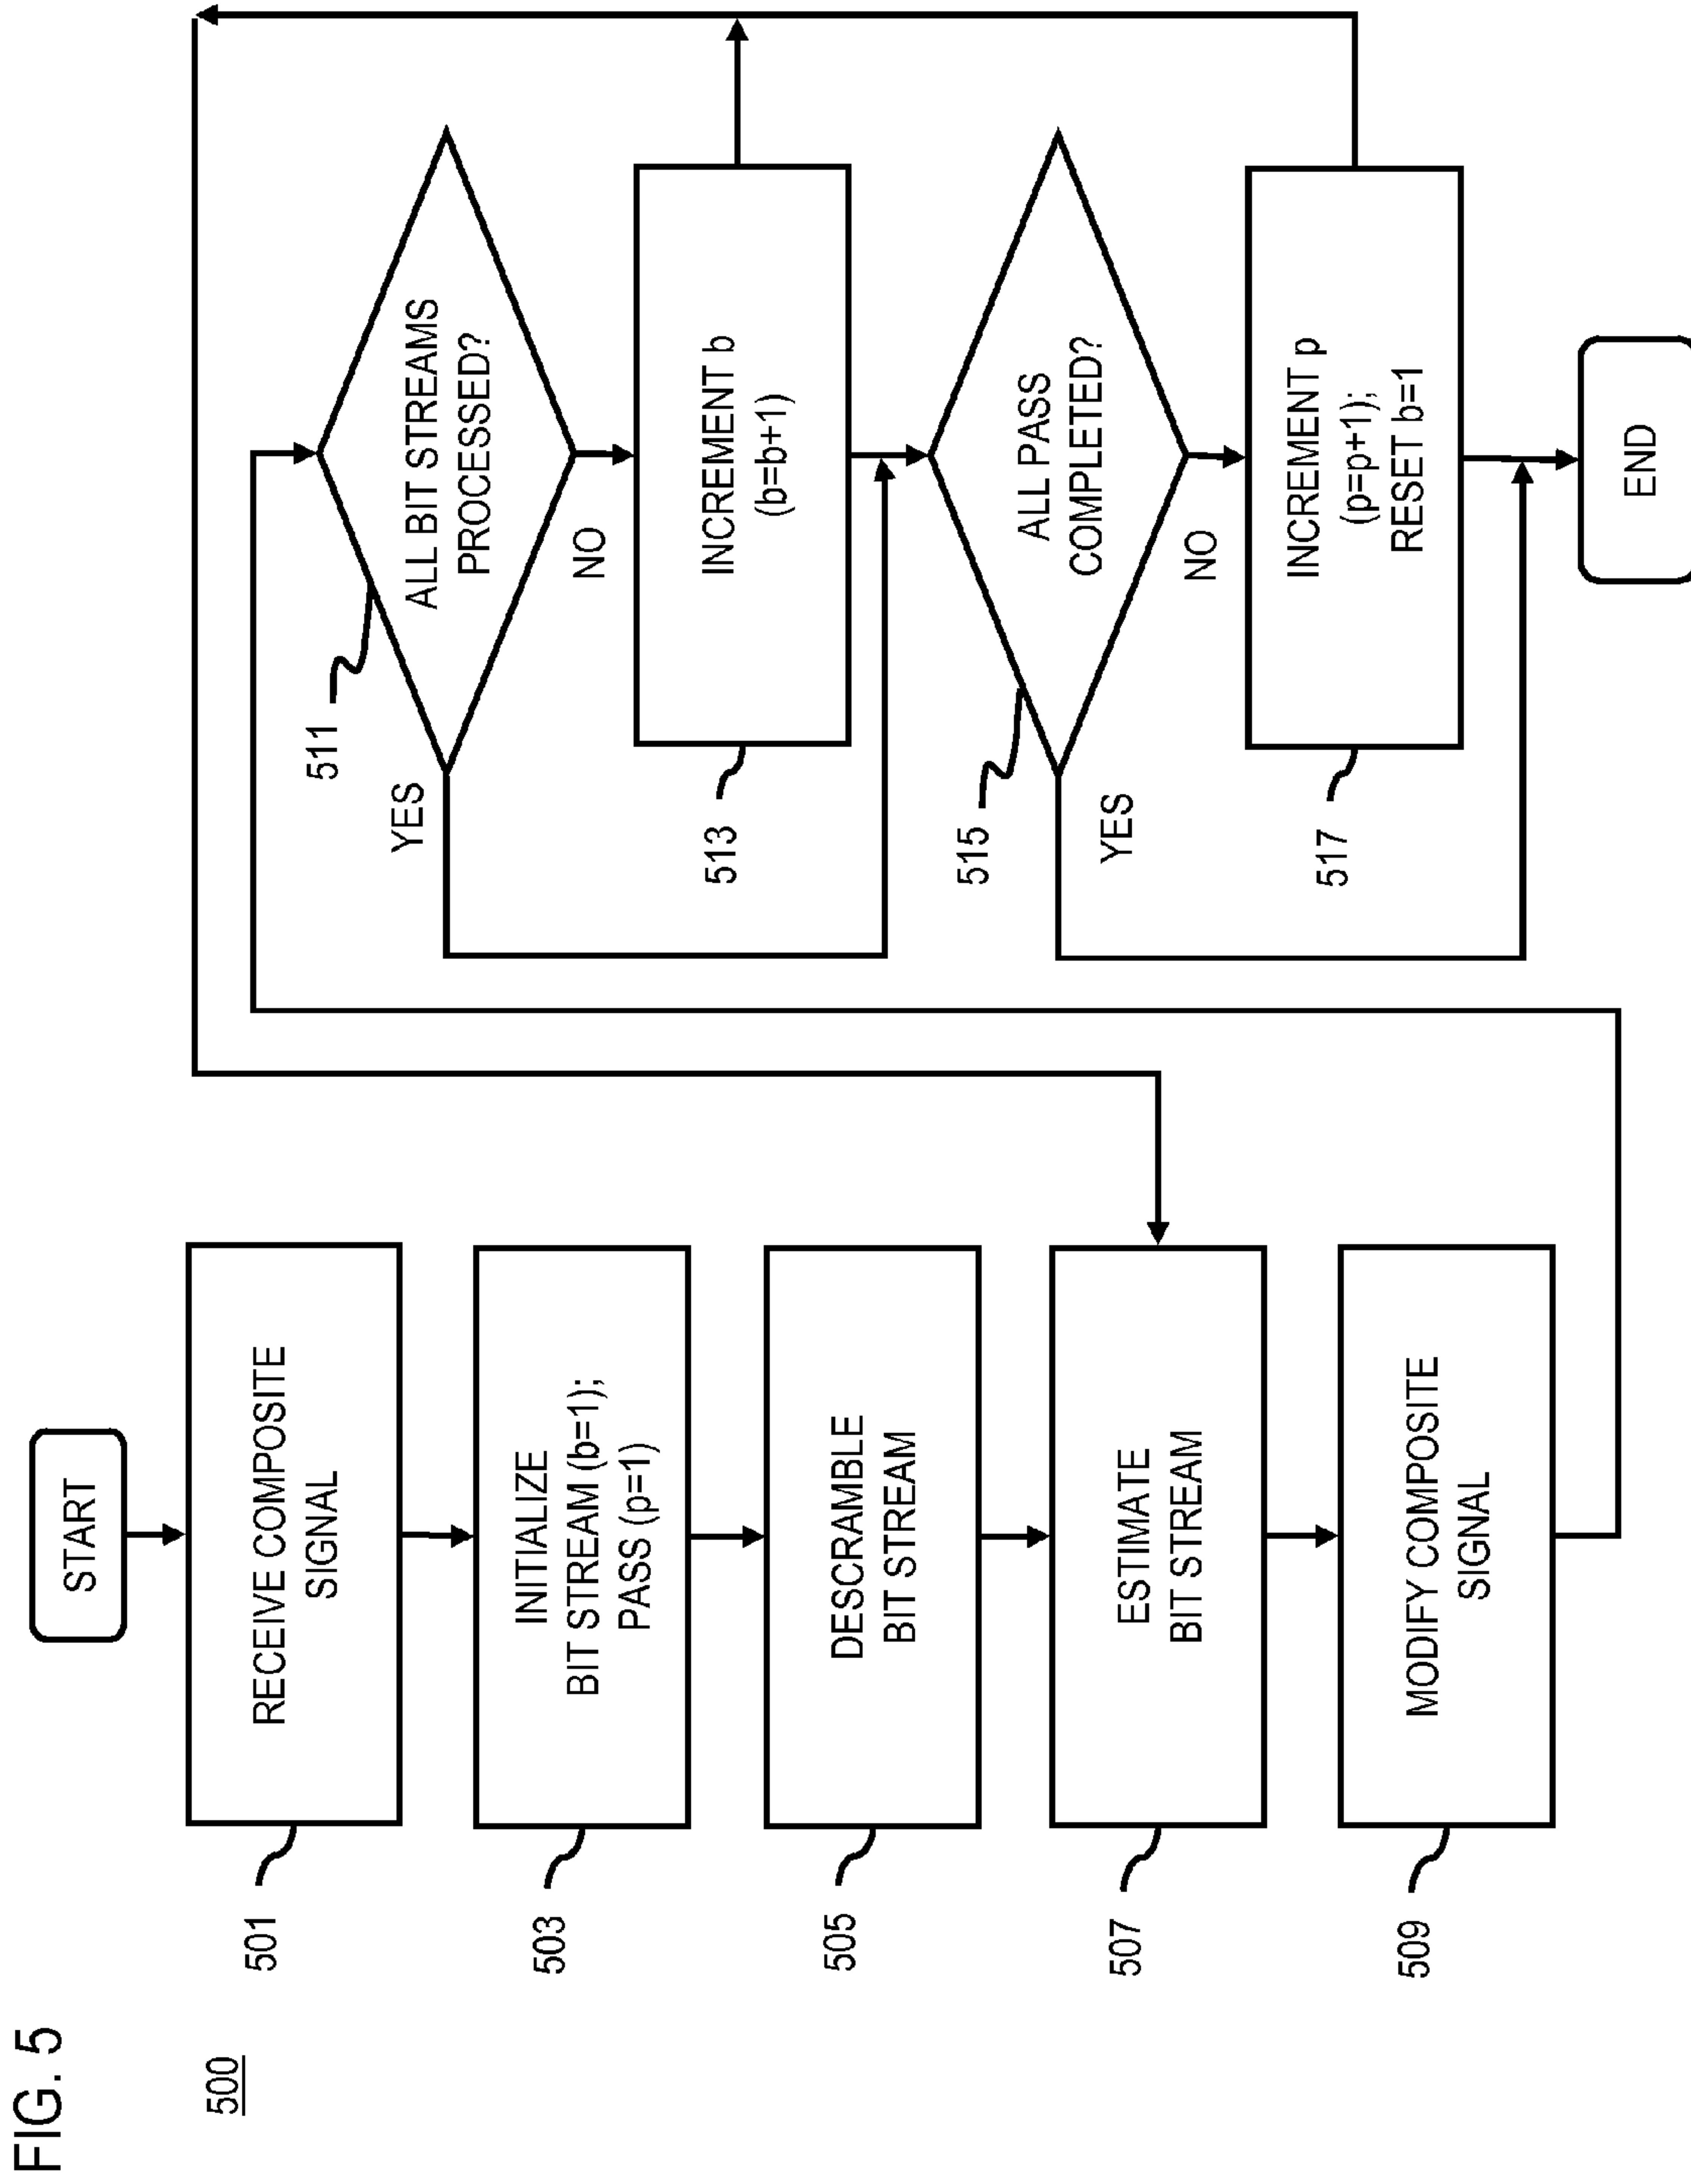 FIG. 5
500
START
501
RECEIVE COMPOSITE
SIGNAL
503
INITIALIZE
BIT STREAM (b=1);
PASS (p=1)
505
DESCRAMBLE
BIT STREAM
507
ESTIMATE
BIT STREAM
509
MODIFY COMPOSITE
SIGNAL
511
ALL BIT STREAMS
PROCESSED?
YES
NO
513
INCREMENT b
(b=b+1)
515
ALL PASS
COMPLETED?
YES
NO
517
INCREMENT p
(p=p+1);
RESET b=1
END